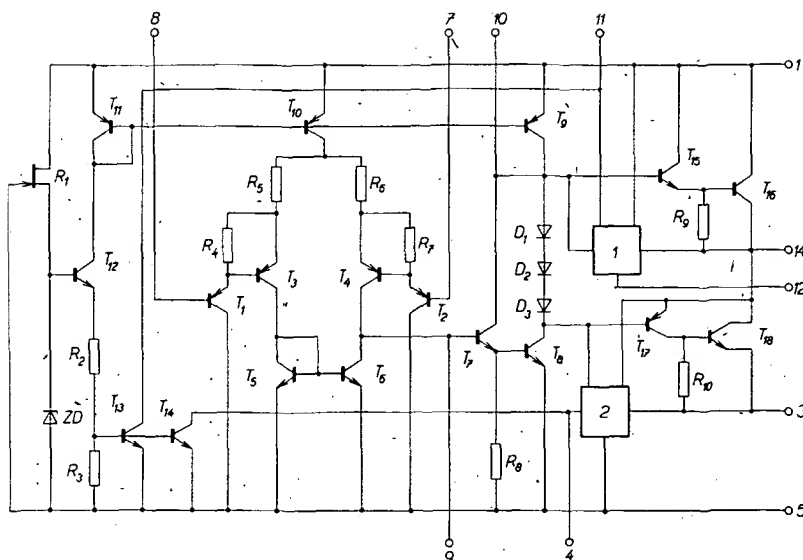 8 7 10 11
1
T11 T10 T9
T15 T16
R1 R5 R6 R9
R4 R7 D1 1 14
T12 T3 T4 D2 12
T1 T2 D3
R2 T5 T6 T7 T8 T17 T18
ZD T13 T14 2 R10 3
R3 R8
5
9 4